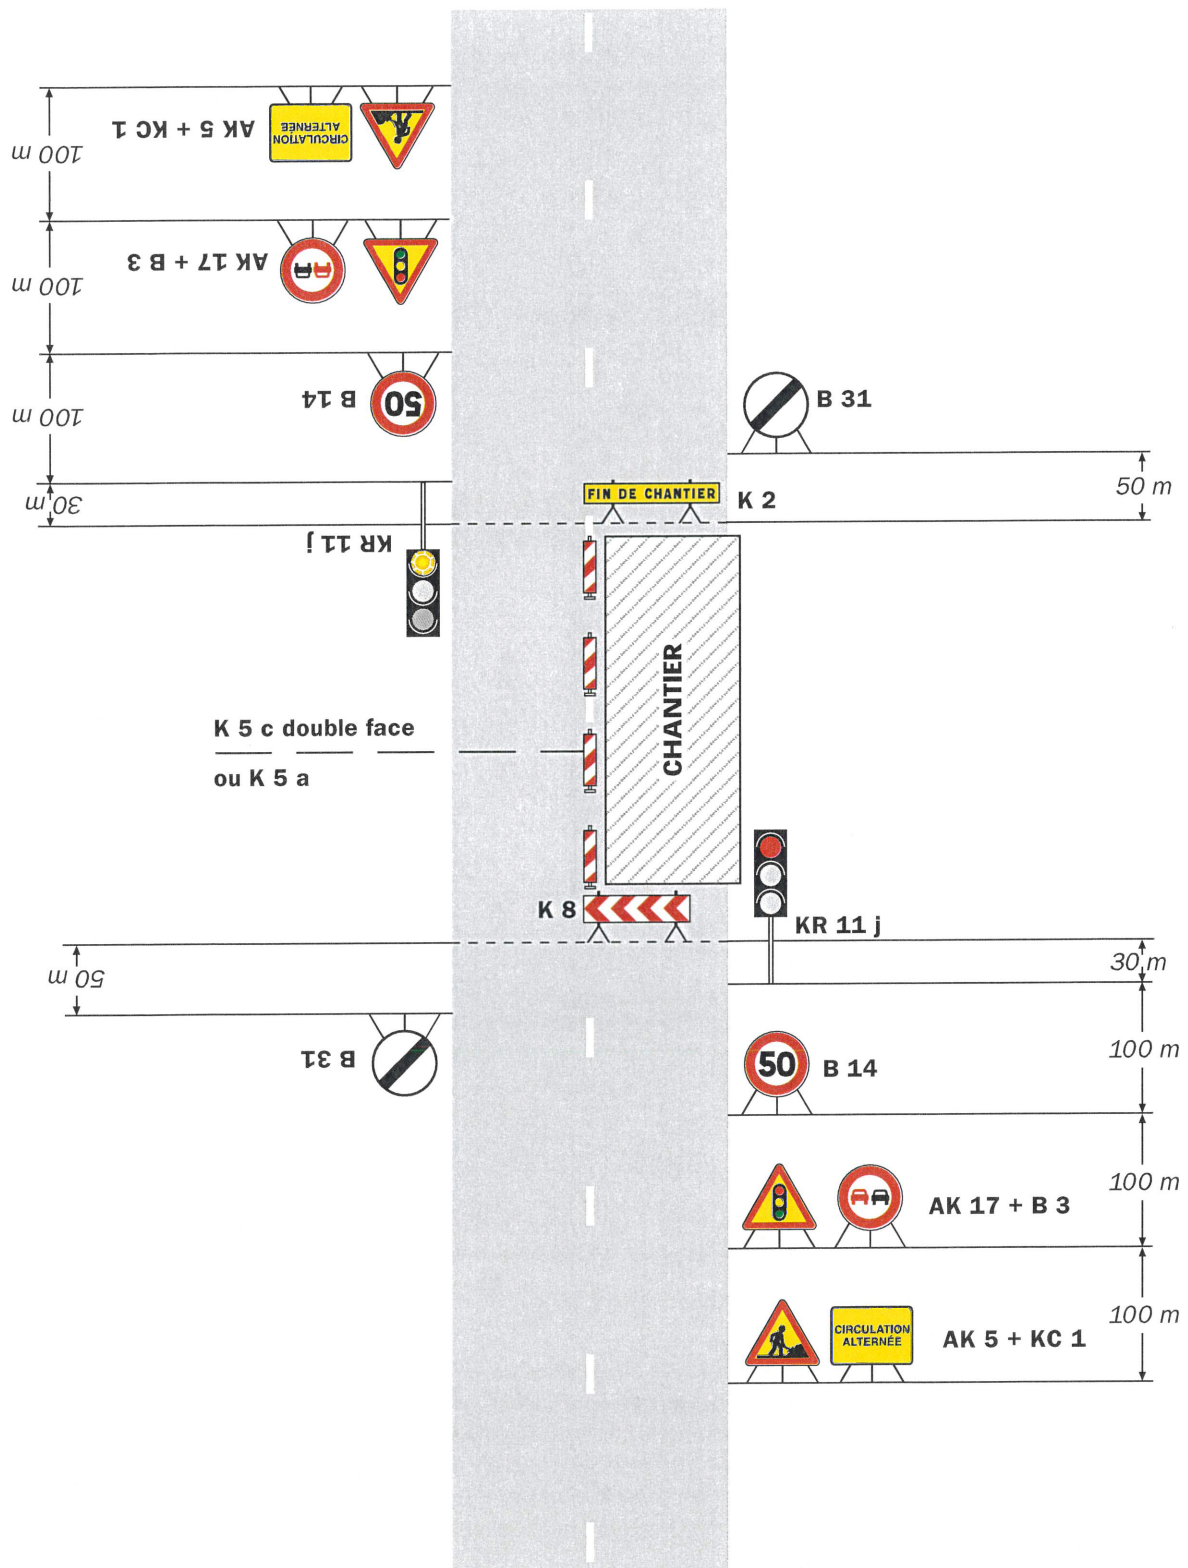 100 m
AK 5 + KC 1
CIRCULATION
ALTERNÉE
100 m
AK 17 + B 3
100 m
B 14
50
B 31
50 m
30 m
FIN DE CHANTIER
K 2
KR 11 j
CHANTIER
K 5 c double face
ou K 5 a
K 8
KR 11 j
30 m
50 m
B 31
50
B 14
100 m
AK 17 + B 3
100 m
CIRCULATION
ALTERNÉE
AK 5 + KC 1
100 m